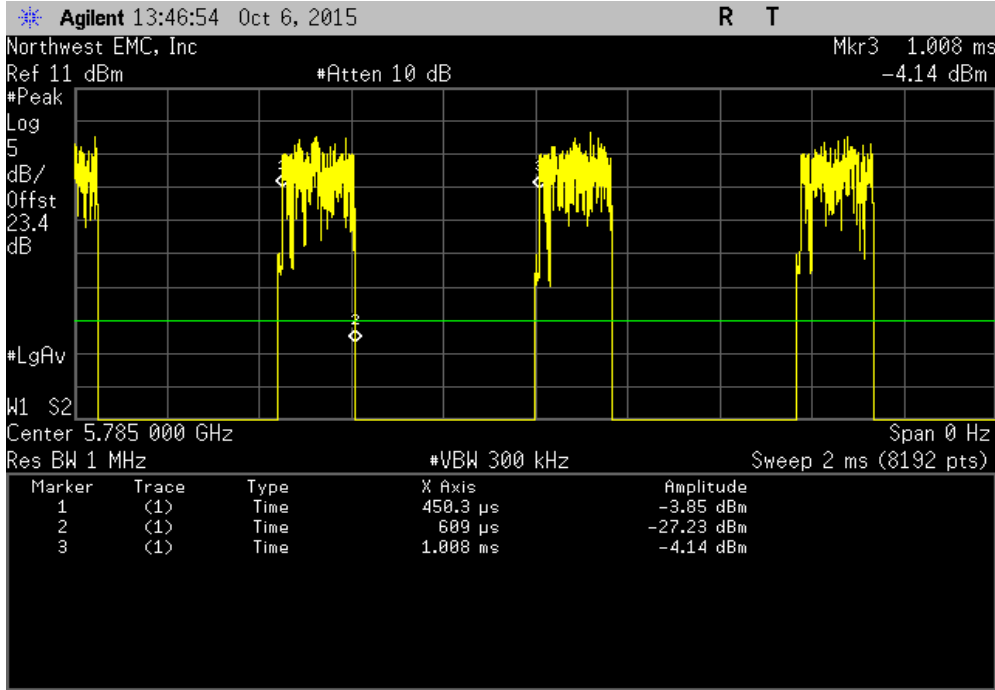 Agilent 13:46:54 Oct 6, 2015 R T
Northwest EMC, Inc Mkr3 1.008 ms
Ref 11 dBm #Atten 10 dB -4.14 dBm
#Peak
Log
5
dB/
Offst
23.4
dB
3
2
#LgAv
W1 S2
Center 5.785 000 GHz Span 0 Hz
Res BW 1 MHz #VBW 300 kHz Sweep 2 ms (8192 pts)
Marker Trace Type X Axis Amplitude
1 (1) Time 450.3 µs -3.85 dBm
2 (1) Time 609 µs -27.23 dBm
3 (1) Time 1.008 ms -4.14 dBm